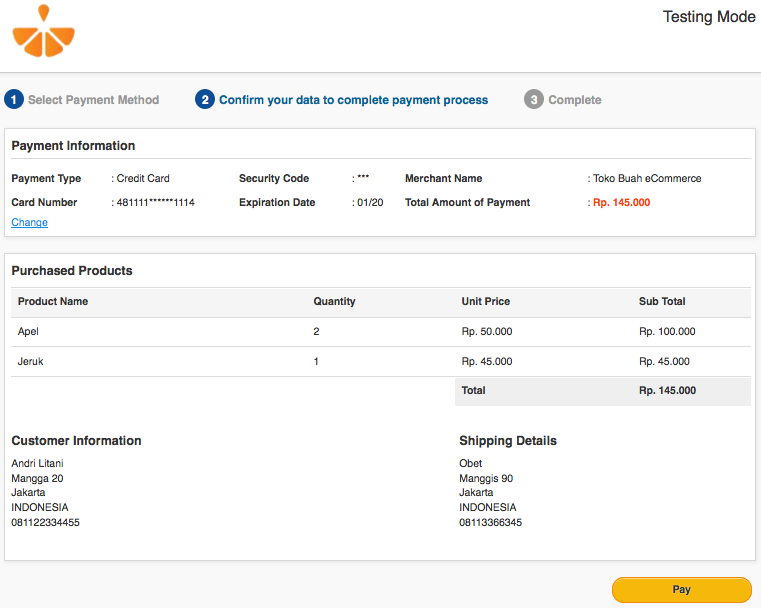 Testing Mode
1 Select Payment Method 2 Confirm your data to complete payment process 3 Complete
Payment Information
Payment Type : Credit Card Security Code : *** Merchant Name : Toko Buah eCommerce
Card Number : 481111******1114 Expiration Date : 01/20 Total Amount of Payment : Rp. 145.000
Change
Purchased Products
Product Name Quantity Unit Price Sub Total
Apel 2 Rp. 50.000 Rp. 100.000
Jeruk 1 Rp. 45.000 Rp. 45.000
Total Rp. 145.000
Customer Information
Andri Litani
Mangga 20
Jakarta
INDONESIA
081122334455
Shipping Details
Obet
Manggis 90
Jakarta
INDONESIA
08113366345
Pay